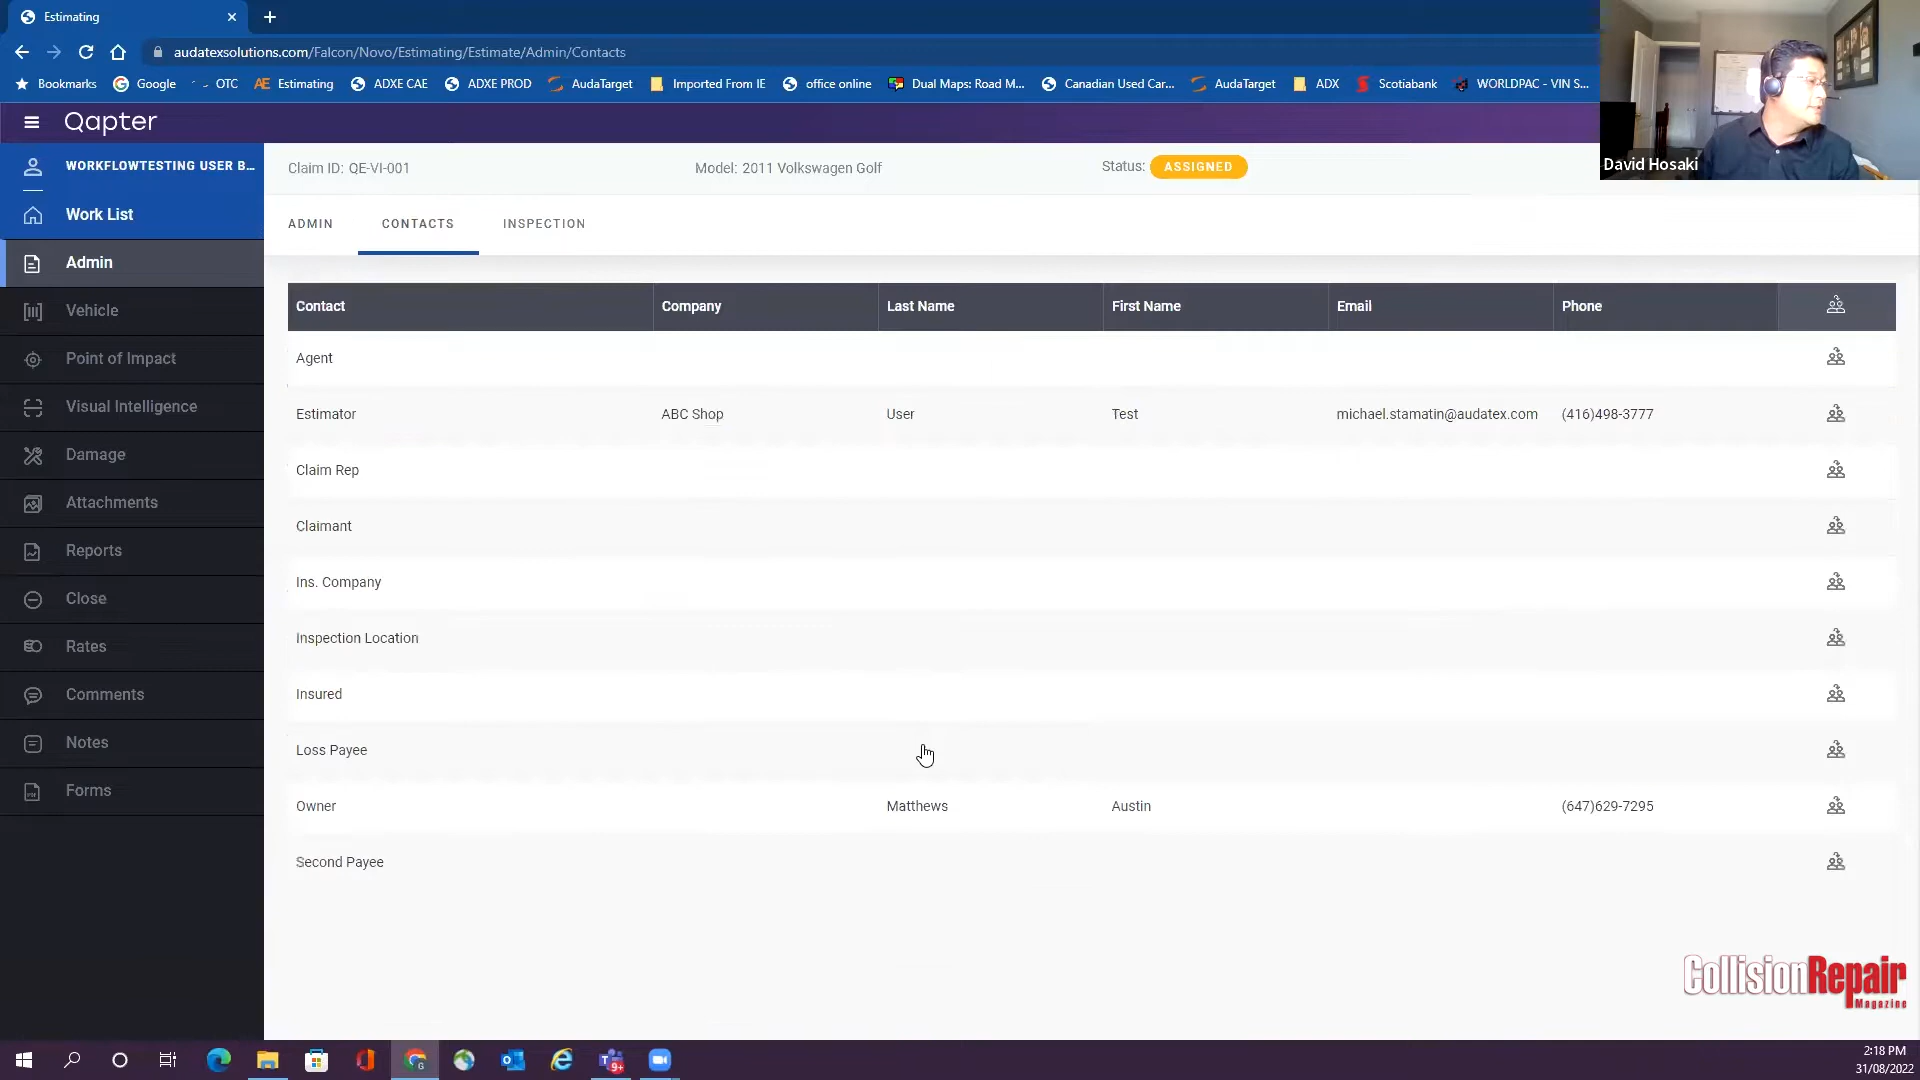 Estimating
audatexsolutions.com/Falcon/Novo/Estimating/Estimate/Admin/Contacts
Bookmarks Google OTC AE Estimating ADXE CAE ADXE PROD AudaTarget Imported From IE office online Dual Maps: Road M... Canadian Used Car... AudaTarget ADX Scotiabank WORLDPAC - VIN S...
Qapter
David Hosaki
WORKFLOWTESTING USER B...
Claim ID: QE-VI-001 Model: 2011 Volkswagen Golf Status: ASSIGNED
Work List
Admin
Vehicle
Point of Impact
Visual Intelligence
Damage
Attachments
Reports
Close
Rates
Comments
Notes
Forms
ADMIN CONTACTS INSPECTION
Contact Company Last Name First Name Email Phone
Agent
Estimator ABC Shop User Test michael.stamatin@audatex.com (416)498-3777
Claim Rep
Claimant
Ins. Company
Inspection Location
Insured
Loss Payee
Owner Matthews Austin (647)629-7295
Second Payee
CollisionRepair
Magazine
9+
2:18 PM
31/08/2022